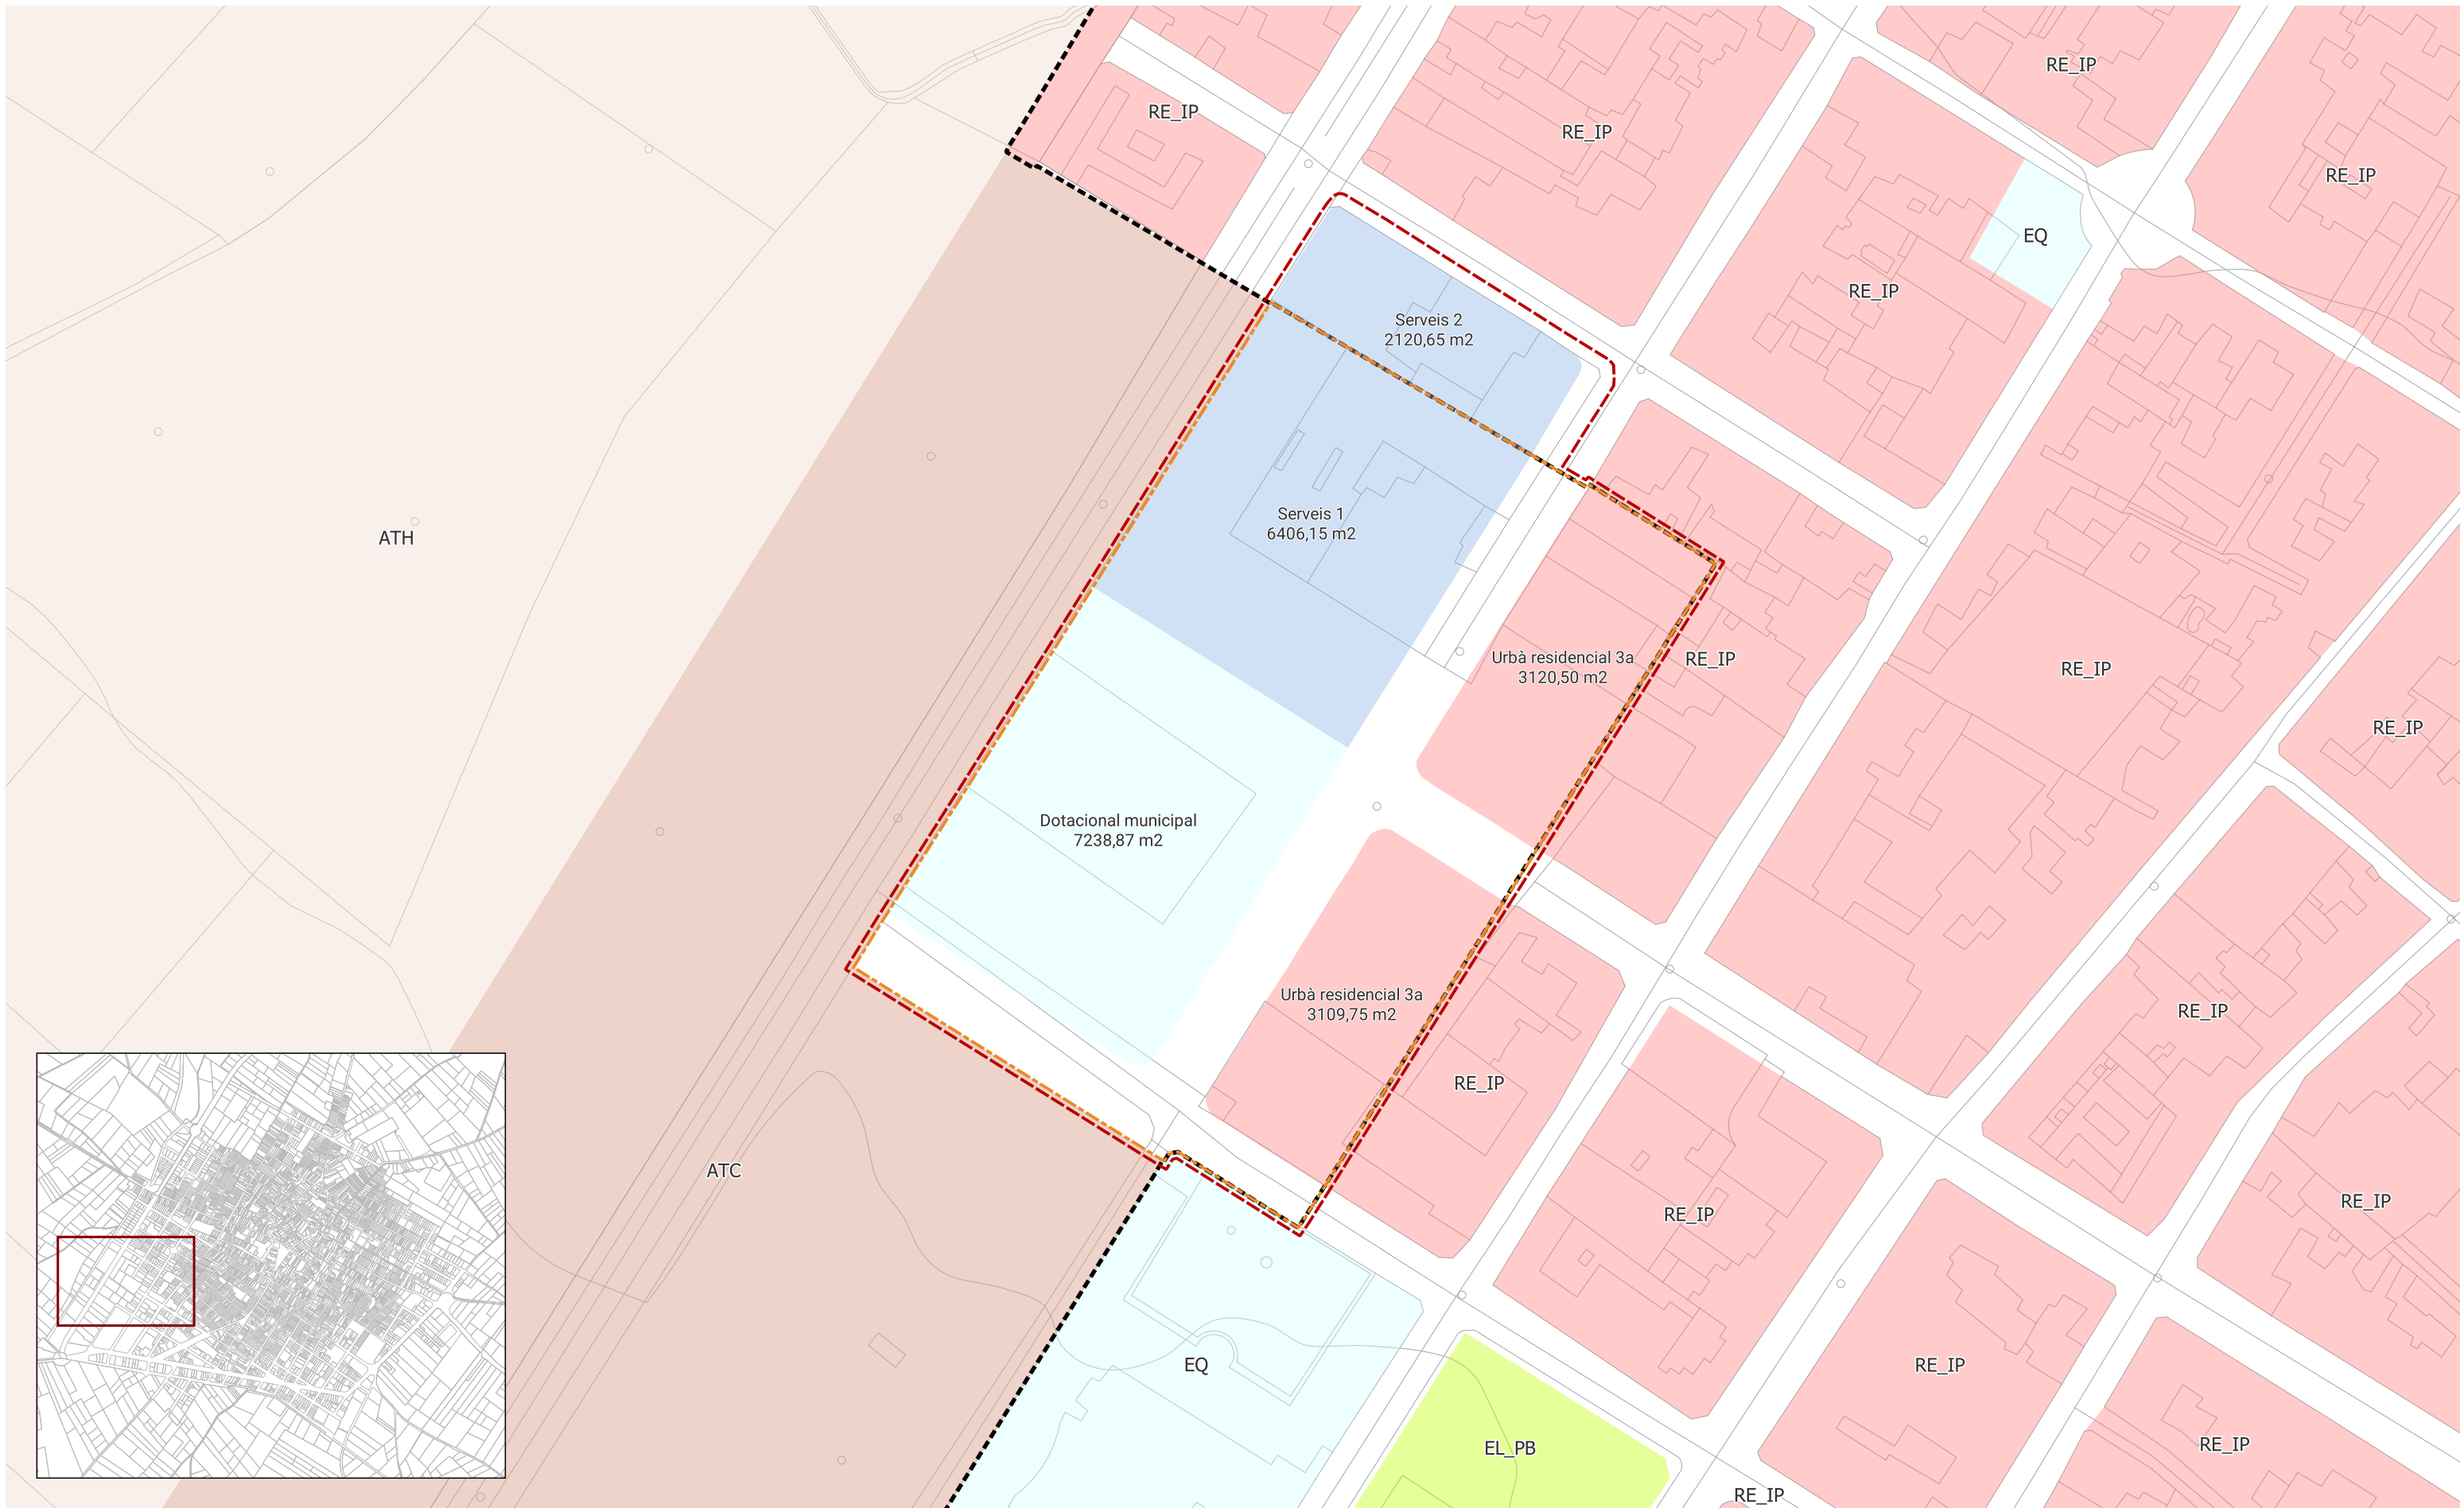 RE_IP
RE_IP
RE_IP
RE_IP
EQ
RE_IP
Serveis 2
2120,65 m2
Serveis 1
6406,15 m2
ATH
Urbà residencial 3a
3120,50 m2
RE_IP
RE_IP
RE_IP
Dotacional municipal
7238,87 m2
Urbà residencial 3a
3109,75 m2
RE_IP
RE_IP
ATC
RE_IP
RE_IP
EQ
RE_IP
EL_PB
RE_IP
RE_IP